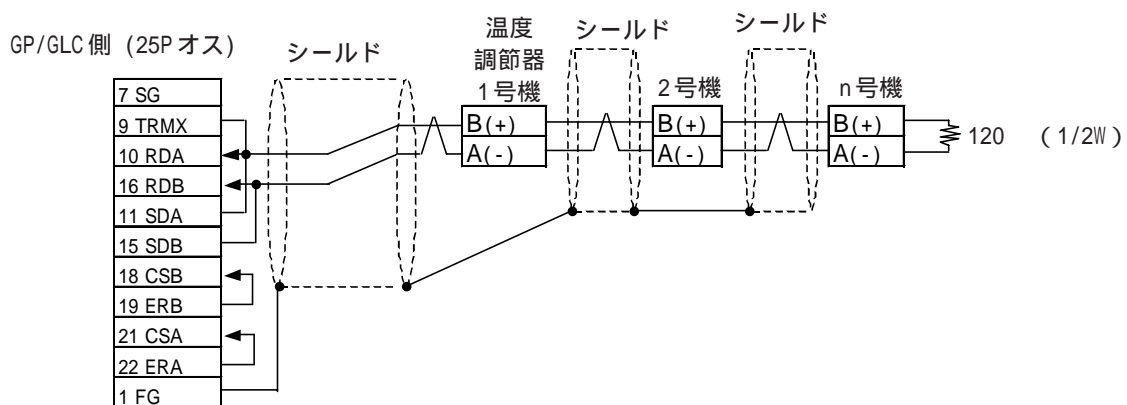 GP/GLC側 (25Pオス)
シールド
温度
調節器
1号機
シールド
2号機
シールド
n号機
7 SG
9 TRMX
10 RDA
16 RDB
11 SDA
15 SDB
18 CSB
19 ERB
21 CSA
22 ERA
1 FG
B(+)
A(-)
B(+)
A(-)
B(+)
A(-)
120 (1/2W)